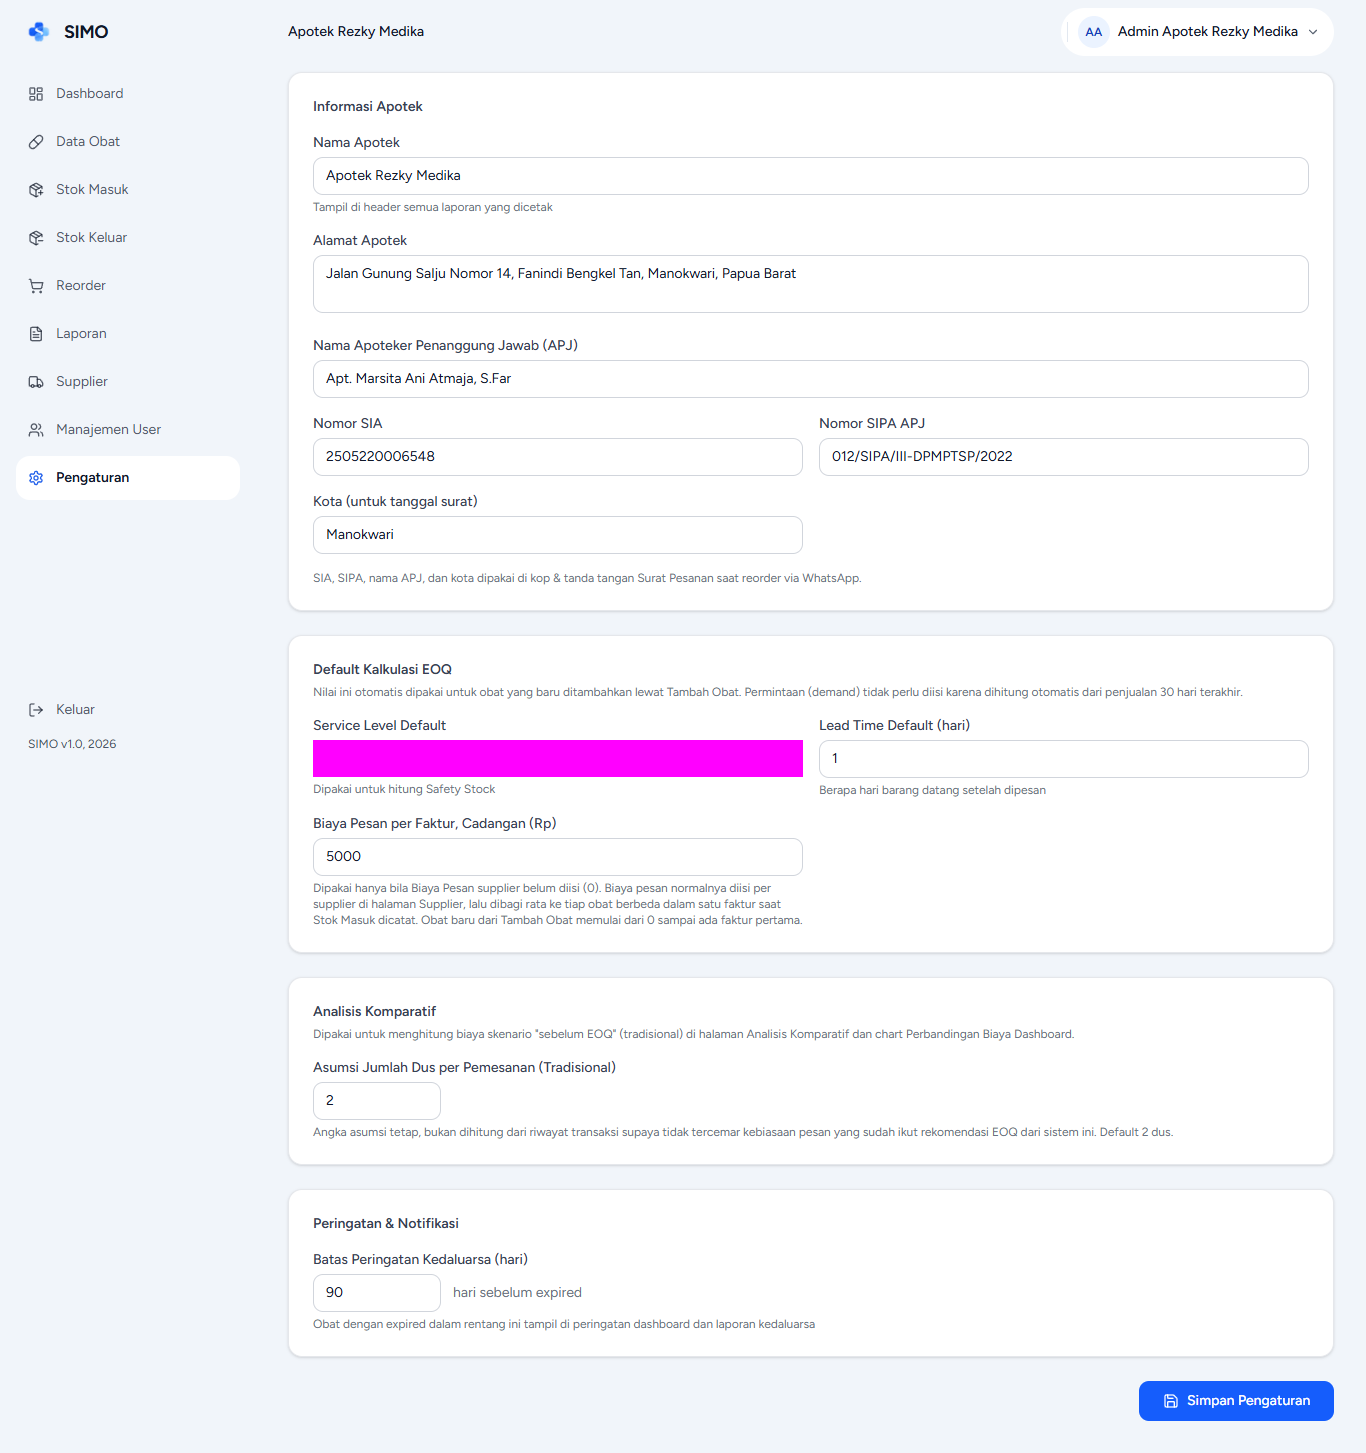 SIMO
Apotek Rezky Medika
AA
Admin Apotek Rezky Medika
Dashboard
Data Obat
Stok Masuk
Stok Keluar
Reorder
Laporan
Supplier
Manajemen User
Pengaturan
Keluar
SIMO v1.0, 2026
Informasi Apotek
Nama Apotek
Apotek Rezky Medika
Tampil di header semua laporan yang dicetak
Alamat Apotek
Jalan Gunung Salju Nomor 14, Fanindi Bengkel Tan, Manokwari, Papua Barat
Nama Apoteker Penanggung Jawab (APJ)
Apt. Marsita Ani Atmaja, S.Far
Nomor SIA
2505220006548
Nomor SIPA APJ
012/SIPA/III-DPMPTSP/2022
Kota (untuk tanggal surat)
Manokwari
SIA, SIPA, nama APJ, dan kota dipakai di kop & tanda tangan Surat Pesanan saat reorder via WhatsApp.
Default Kalkulasi EOQ
Nilai ini otomatis dipakai untuk obat yang baru ditambahkan lewat Tambah Obat. Permintaan (demand) tidak perlu diisi karena dihitung otomatis dari penjualan 30 hari terakhir.
Service Level Default
Dipakai untuk hitung Safety Stock
Lead Time Default (hari)
1
Berapa hari barang datang setelah dipesan
Biaya Pesan per Faktur, Cadangan (Rp)
5000
Dipakai hanya bila Biaya Pesan supplier belum diisi (0). Biaya pesan normalnya diisi per
supplier di halaman Supplier, lalu dibagi rata ke tiap obat berbeda dalam satu faktur saat
Stok Masuk dicatat. Obat baru dari Tambah Obat memulai dari 0 sampai ada faktur pertama.
Analisis Komparatif
Dipakai untuk menghitung biaya skenario "sebelum EOQ" (tradisional) di halaman Analisis Komparatif dan chart Perbandingan Biaya Dashboard.
Asumsi Jumlah Dus per Pemesanan (Tradisional)
2
Angka asumsi tetap, bukan dihitung dari riwayat transaksi supaya tidak tercemar kebiasaan pesan yang sudah ikut rekomendasi EOQ dari sistem ini. Default 2 dus.
Peringatan & Notifikasi
Batas Peringatan Kedaluarsa (hari)
90
hari sebelum expired
Obat dengan expired dalam rentang ini tampil di peringatan dashboard dan laporan kedaluarsa
Simpan Pengaturan